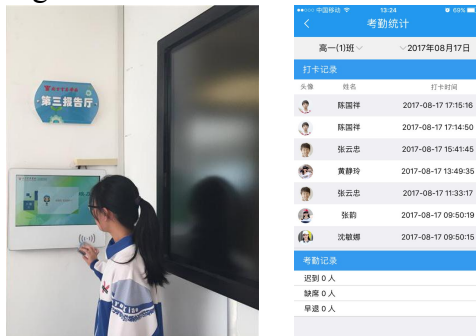 第三报告厅
中国移动 13:24 69%
考勤统计
高一(1)班 2017年08月17日
打卡记录
头像 姓名 打卡时间
陈国祥 2017-08-17 17:15:16
陈国祥 2017-08-17 17:14:50
张云忠 2017-08-17 15:41:45
黄静玲 2017-08-17 13:49:35
张云忠 2017-08-17 11:33:17
张韵 2017-08-17 09:50:19
沈敏娜 2017-08-17 09:50:15
考勤记录
迟到 0 人
缺席 0 人
早退 0 人